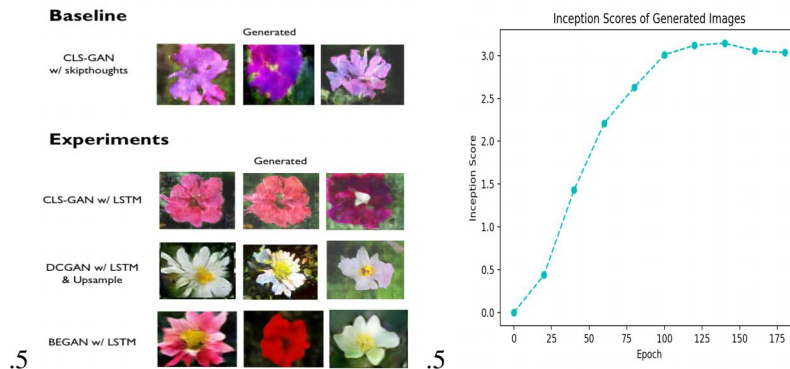 Baseline
Generated
CLS-GAN
w/ skipthoughts
Experiments
Generated
CLS-GAN w/ LSTM
DCGAN w/ LSTM
& Upsample
BEGAN w/ LSTM
.5
Inception Scores of Generated Images
Inception Score
3.0
2.5
2.0
1.5
1.0
0.5
0.0
0 25 50 75 100 125 150 175
Epoch
.5